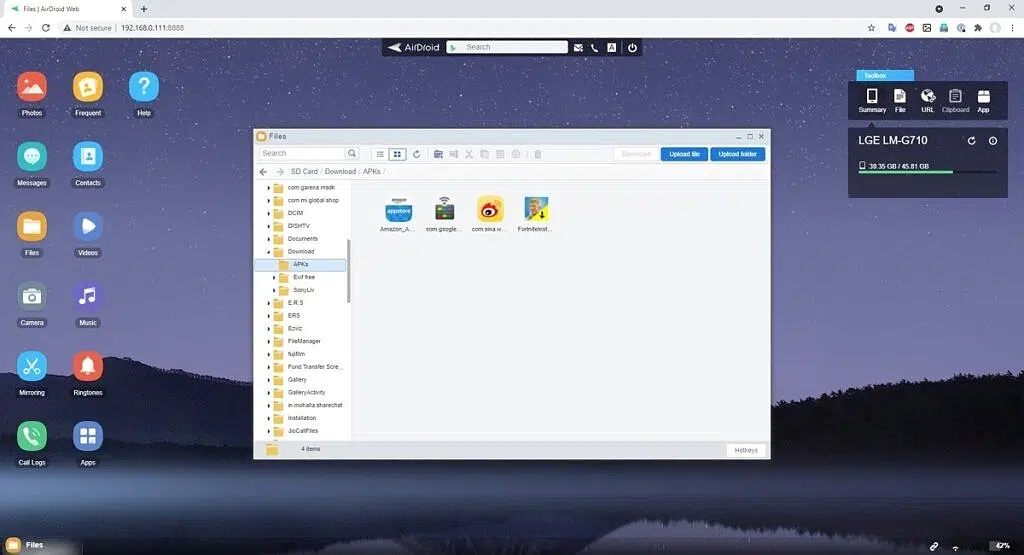 Files | AirDroid Web
Not secure | 192.168.0.111:8888
AirDroid
Search
Photos
Frequent
Help
Messages
Contacts
Files
Videos
Camera
Music
Mirroring
Ringtones
Call Logs
Apps
Toolbox
Summary
File
URL
Clipboard
App
LGE LM-G710
39.35 GB / 45.81 GB
Files
Search
Download
Upload file
Upload folder
SD Card / Download / APKs /
com garena msdk
com mi global shop
DCIM
DISHTV
Documents
Download
APKs
Exif free
SonyLiv
E.R.S
ERS
Ezviz
FileManager
fujifilm
Fund Transfer Scre...
Gallery
GalleryActivity
in mohalla sharechat
Installation
JioCallFiles
appstore
Amazon_A...
com.google...
com.sina.w...
FortniteInst...
4 items
Hotkeys
Files
42%